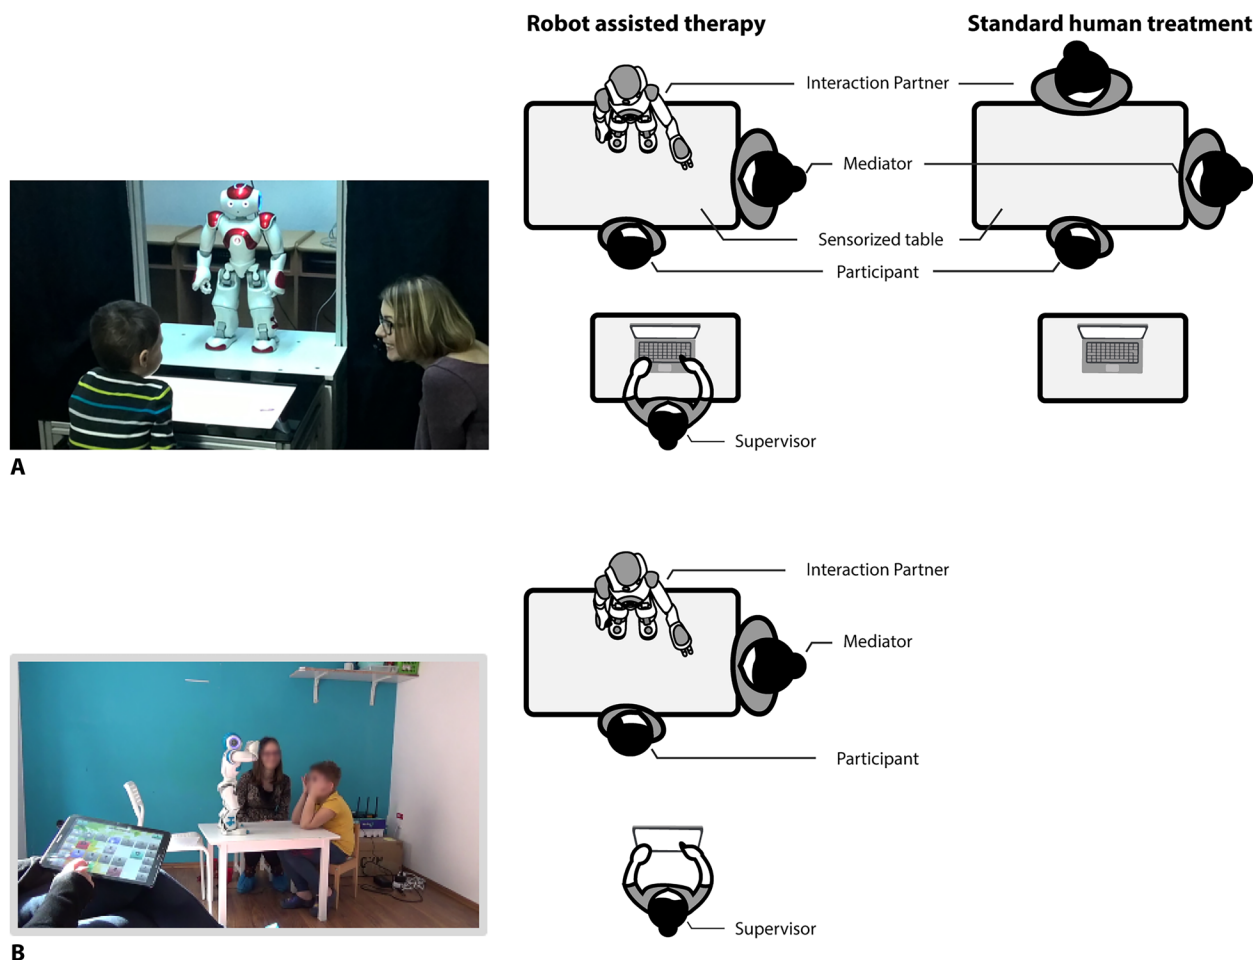 Robot assisted therapy
Standard human treatment
Interaction Partner
Mediator
Sensorized table
Participant
Supervisor
A
Interaction Partner
Mediator
Participant
Supervisor
B